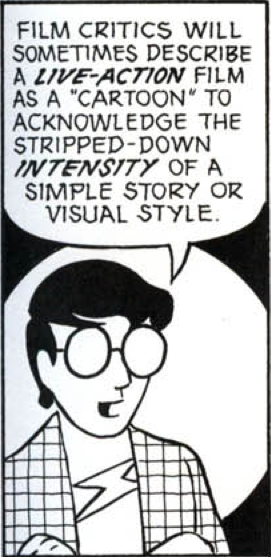 FILM CRITICS WILL
SOMETIMES DESCRIBE
A LIVE-ACTION FILM
AS A "CARTOON" TO
ACKNOWLEDGE THE
STRIPPED-DOWN
INTENSITY OF A
SIMPLE STORY OR
VISUAL STYLE.